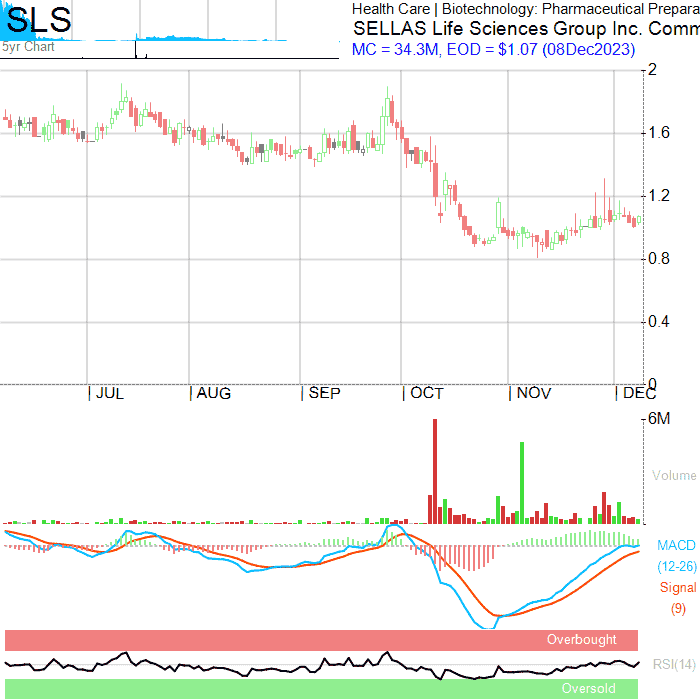 SLS
5yr Chart
Health Care | Biotechnology: Pharmaceutical Prepara
SELLAS Life Sciences Group Inc. Comm
MC = 34.3M, EOD = $1.07 (08Dec2023)
2
1.6
1.2
0.8
0.4
0
JUL AUG SEP OCT NOV DEC
6M
Volume
MACD
(12-26)
Signal
(9)
Overbought
RSI(14)
Oversold